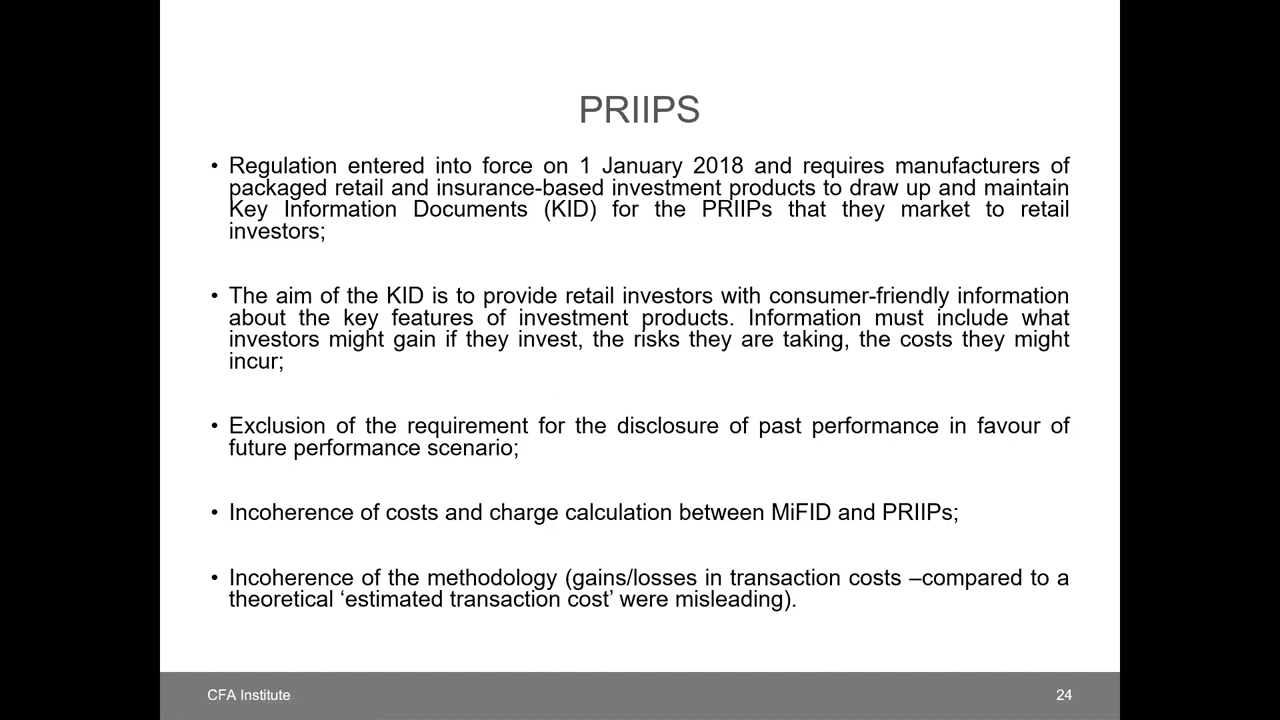 PRIIPS
• Regulation entered into force on 1 January 2018 and requires manufacturers of
packaged retail and insurance-based investment products to draw up and maintain
Key Information Documents (KID) for the PRIIPs that they market to retail
investors;
• The aim of the KID is to provide retail investors with consumer-friendly information
about the key features of investment products. Information must include what
investors might gain if they invest, the risks they are taking, the costs they might
incur;
• Exclusion of the requirement for the disclosure of past performance in favour of
future performance scenario;
• Incoherence of costs and charge calculation between MiFID and PRIIPs;
• Incoherence of the methodology (gains/losses in transaction costs –compared to a
theoretical ‘estimated transaction cost’ were misleading).
CFA Institute
24